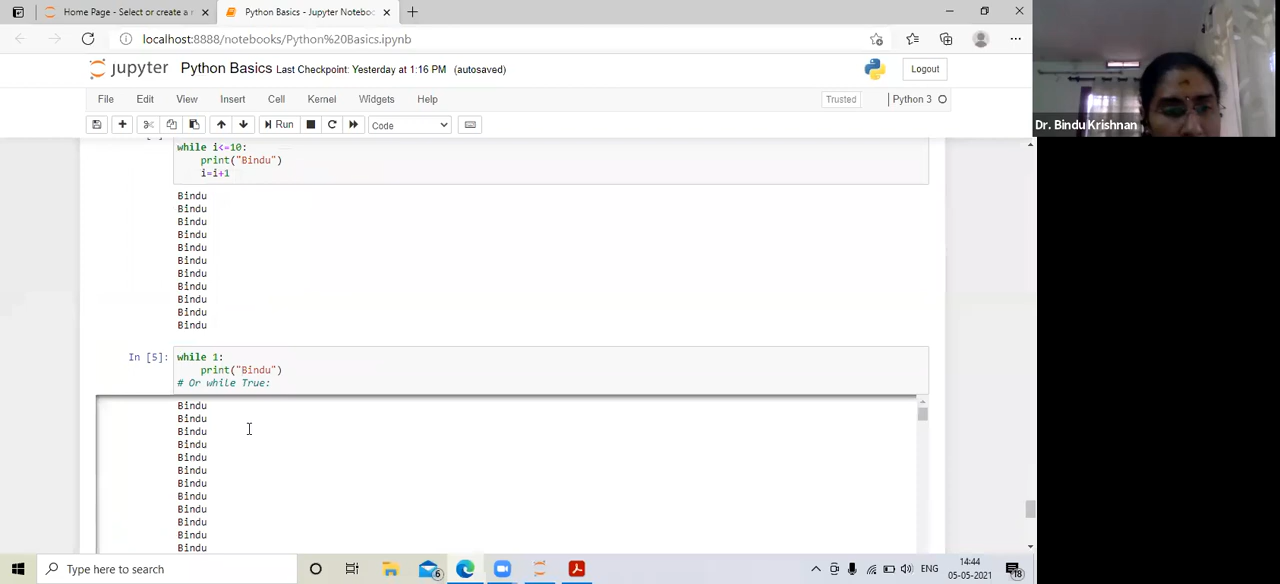 Home Page - Select or create a n
Python Basics - Jupyter Noteboo
localhost:8888/notebooks/Python%20Basics.ipynb
jupyter Python Basics Last Checkpoint: Yesterday at 1:16 PM (autosaved)
Logout
File Edit View Insert Cell Kernel Widgets Help
Trusted Python 3
Run Code
while i<=10:
print("Bindu")
i=i+1
Bindu
Bindu
Bindu
Bindu
Bindu
Bindu
Bindu
Bindu
Bindu
Bindu
Bindu
In [5]: while 1:
print("Bindu")
# Or while True:
Bindu
Bindu
Bindu
Bindu
Bindu
Bindu
Bindu
Bindu
Bindu
Bindu
Bindu
Bindu
Dr. Bindu Krishnan
Type here to search
6
ENG
14:44
05-05-2021
18